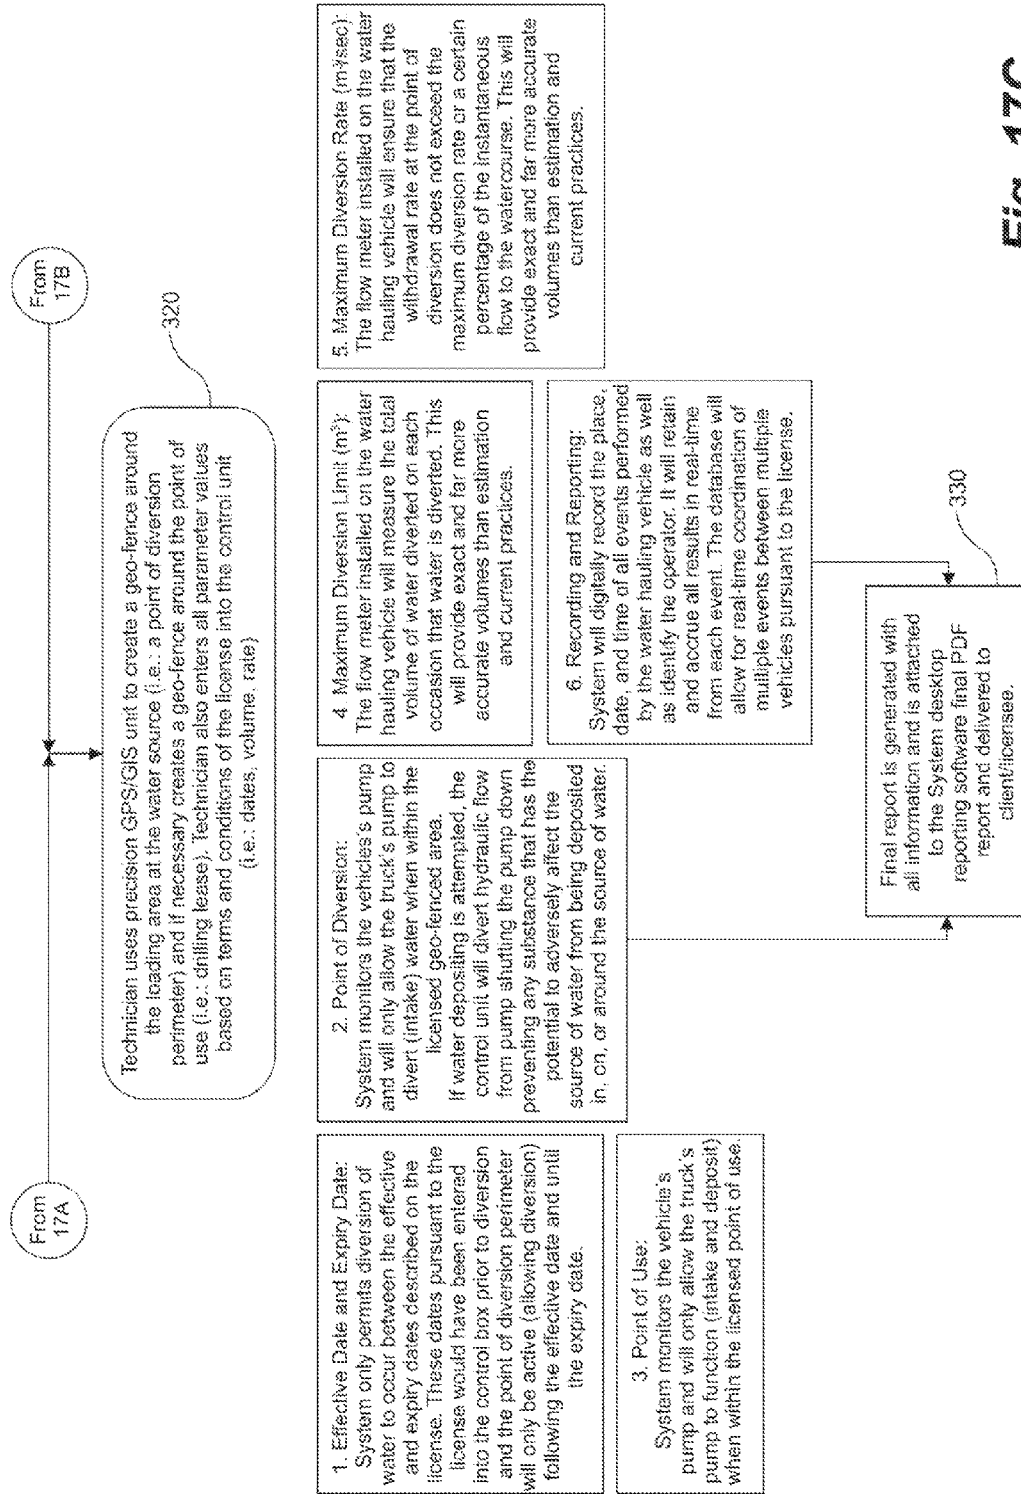 From
17A
From
17B
Technician uses precision GPS/GIS unit to create a geo-fence around
the loading area at the water source (i.e.: a point of diversion
perimeter) and if necessary creates a geo-fence around the point of
use (i.e.: drilling lease). Technician also enters all parameter values
based on terms and conditions of the license into the control unit
(i.e.: dates, volume, rate)
320
1. Effective Date and Expiry Date:
System only permits diversion of
water to occur between the effective
and expiry dates described on the
license. These dates pursuant to the
license would have been entered
into the control box prior to diversion
and the point of diversion perimeter
will only be active (allowing diversion)
following the effective date and until
the expiry date.
2. Point of Diversion:
System monitors the vehicles's pump
and will only allow the truck's pump to
divert (intake) water when within the
licensed geo-fenced area.
If water depositing is attempted, the
control unit will divert hydraulic flow
from pump shutting the pump down
preventing any substance that has the
potential to adversely affect the
source of water from being deposited
in, on, or around the source of water.
3. Point of Use:
System monitors the vehicle's
pump and will only allow the truck's
pump to function (intake and deposit)
when within the licensed point of use.
4 Maximum Diversion Limit (m³):
The flow meter installed on the water
hauling vehicle will measure the total
volume of water diverted on each
occasion that water is diverted. This
will provide exact and far more
accurate volumes than estimation
and current practices.
5. Maximum Diversion Rate (m³/sec):
The flow meter installed on the water
hauling vehicle will ensure that the
withdrawal rate at the point of
diversion does not exceed the
maximum diversion rate or a certain
percentage of the instantaneous
flow to the watercourse. This will
provide exact and far more accurate
volumes than estimation and
current practices.
6. Recording and Reporting:
System will digitally record the place,
date, and time of all events performed
by the water hauling vehicle as well
as identify the operator. It will retain
and accrue all results in real-time
from each event. The database will
allow for real-time coordination of
multiple events between multiple
vehicles pursuant to the license.
Final report is generated with
all information and is attached
to the System desktop
reporting software final PDF
report and delivered to
client/licensee.
330
Fig. 17C